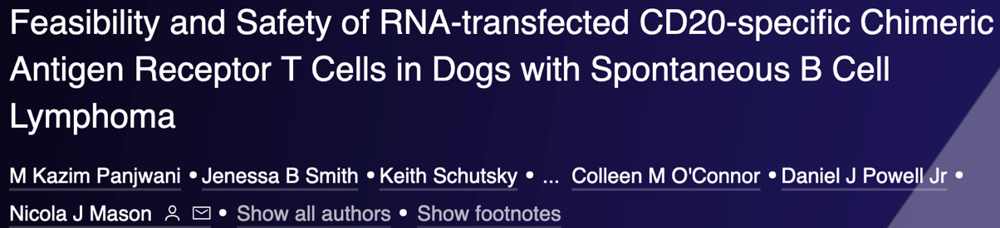 Feasibility and Safety of RNA-transfected CD20-specific Chimeric
Antigen Receptor T Cells in Dogs with Spontaneous B Cell
Lymphoma
M Kazim Panjwani • Jenessa B Smith • Keith Schutsky • ... Colleen M O'Connor • Daniel J Powell Jr •
Nicola J Mason • Show all authors • Show footnotes